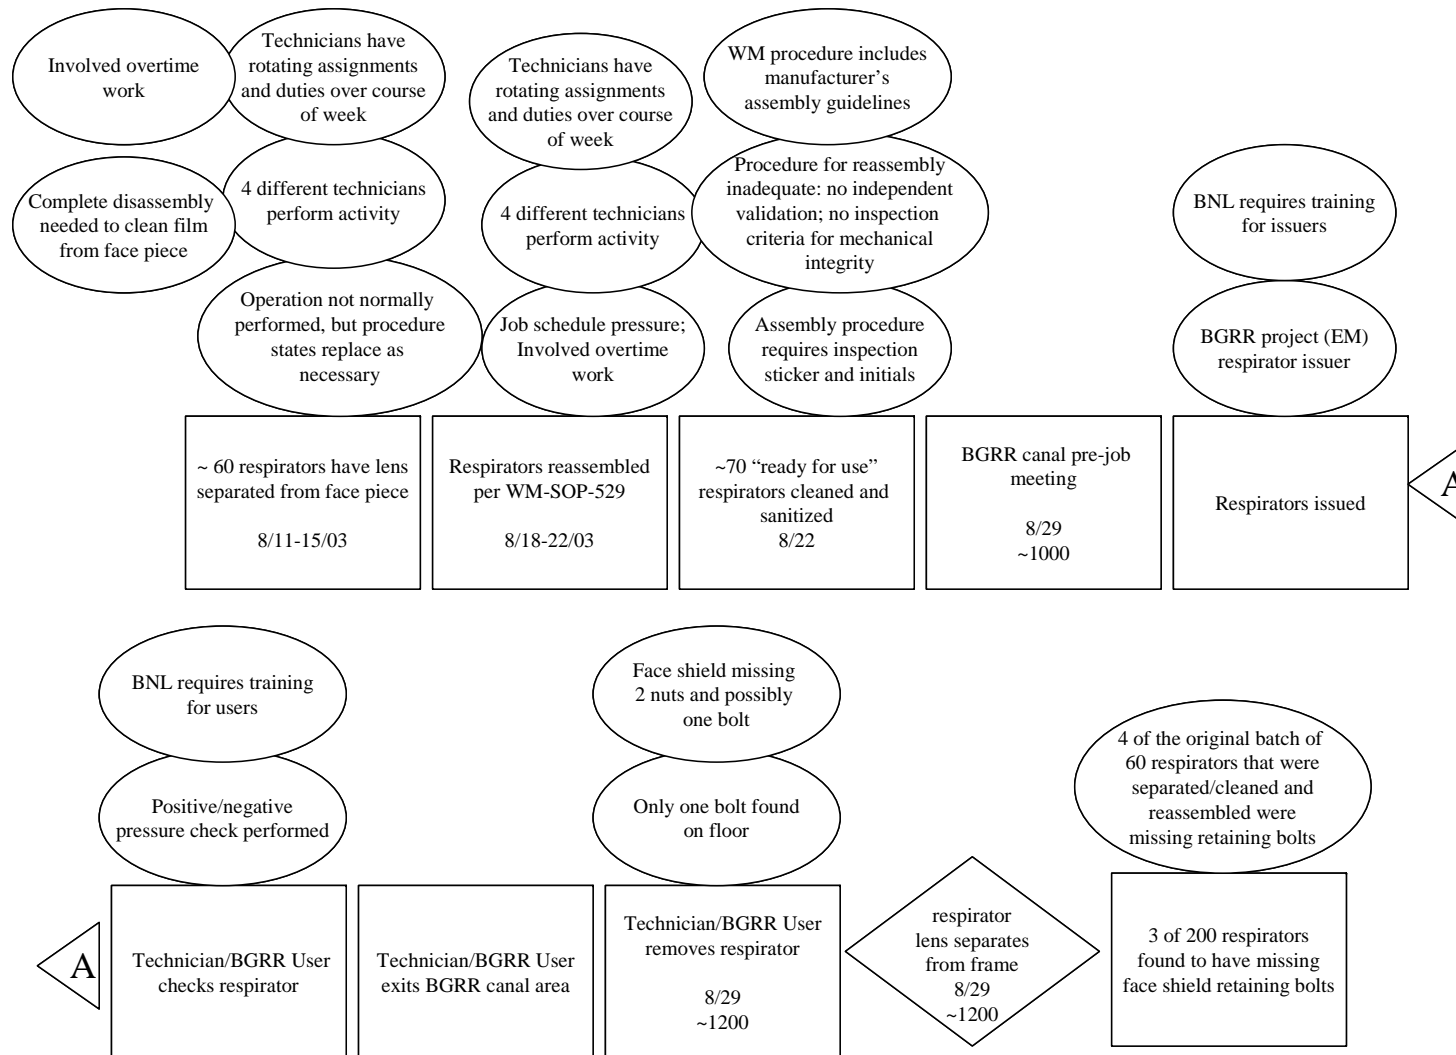 Involved overtime
work
Technicians have
rotating assignments
and duties over course
of week
Technicians have
rotating assignments
and duties over course
of week
WM procedure includes
manufacturer’s
assembly guidelines
Complete disassembly
needed to clean film
from face piece
4 different technicians
perform activity
4 different technicians
perform activity
Procedure for reassembly
inadequate: no independent
validation; no inspection
criteria for mechanical
integrity
BNL requires training
for issuers
Operation not normally
performed, but procedure
states replace as
necessary
Job schedule pressure;
Involved overtime
work
Assembly procedure
requires inspection
sticker and initials
BGRR project (EM)
respirator issuer
~ 60 respirators have lens
separated from face piece
8/11-15/03
Respirators reassembled
per WM-SOP-529
8/18-22/03
~70 “ready for use”
respirators cleaned and
sanitized
8/22
BGRR canal pre-job
meeting
8/29
~1000
Respirators issued
A
BNL requires training
for users
Positive/negative
pressure check performed
Face shield missing
2 nuts and possibly
one bolt
Only one bolt found
on floor
4 of the original batch of
60 respirators that were
separated/cleaned and
reassembled were
missing retaining bolts
A
Technician/BGRR User
checks respirator
Technician/BGRR User
exits BGRR canal area
Technician/BGRR User
removes respirator
8/29
~1200
respirator
lens separates
from frame
8/29
~1200
3 of 200 respirators
found to have missing
face shield retaining bolts